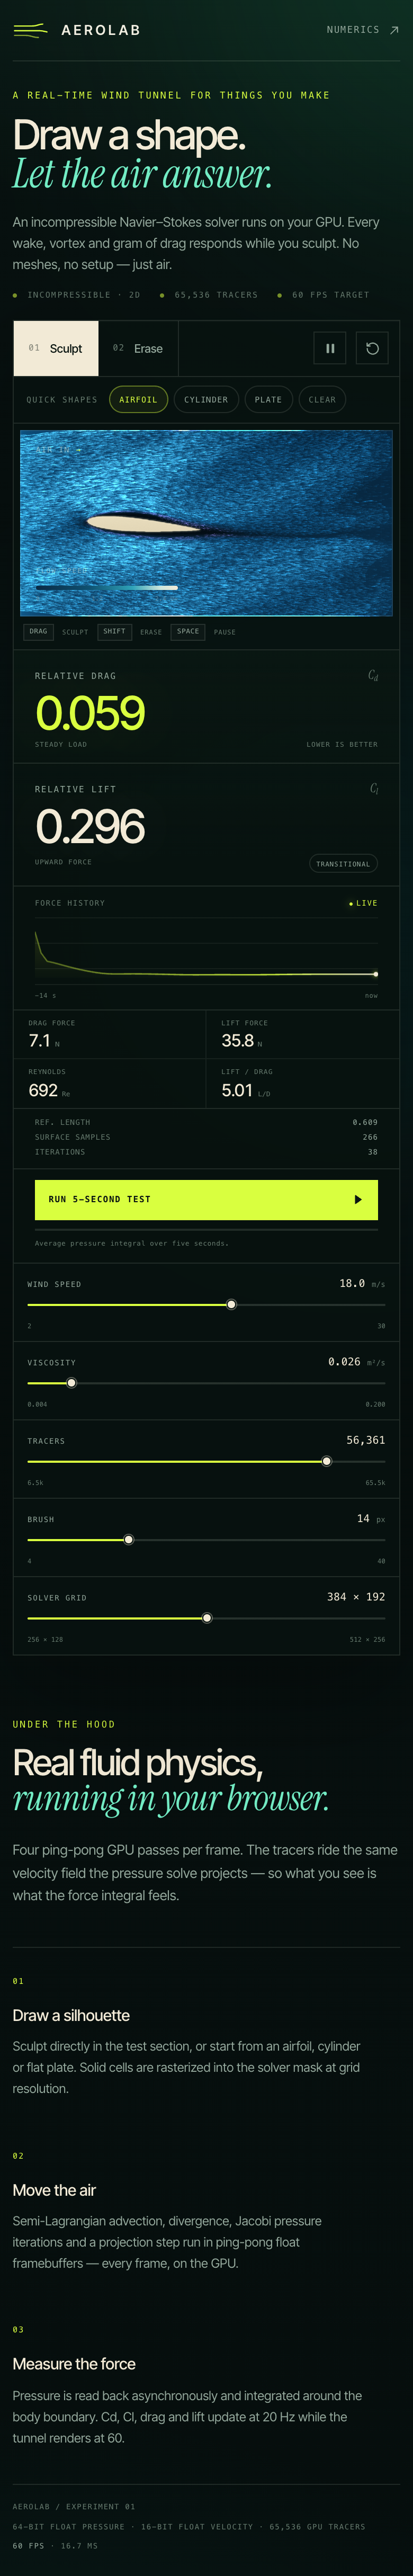 AEROLAB
NUMERICS
A REAL-TIME WIND TUNNEL FOR THINGS YOU MAKE
Draw a shape.
Let the air answer.
An incompressible Navier–Stokes solver runs on your GPU. Every
wake, vortex and gram of drag responds while you sculpt. No
meshes, no setup — just air.
INCOMPRESSIBLE · 2D
65,536 TRACERS
60 FPS TARGET
01 Sculpt
02 Erase
QUICK SHAPES
AIRFOIL
CYLINDER
PLATE
CLEAR
AIR IN
DRAG SCULPT SHIFT ERASE SPACE PAUSE
RELATIVE DRAG Cd
0.059
STEADY LOAD LOWER IS BETTER
RELATIVE LIFT Cl
0.296
UPWARD FORCE TRANSITIONAL
FORCE HISTORY LIVE
−14 s now
DRAG FORCE
7.1 N
LIFT FORCE
35.8 N
REYNOLDS
692 Re
LIFT / DRAG
5.01 L/D
REF. LENGTH 0.609
SURFACE SAMPLES 266
ITERATIONS 38
RUN 5-SECOND TEST
Average pressure integral over five seconds.
WIND SPEED 18.0 m/s
2 30
VISCOSITY 0.026 m²/s
0.004 0.200
TRACERS 56,361
6.5k 65.5k
BRUSH 14 px
4 40
SOLVER GRID 384 × 192
256 × 128 512 × 256
UNDER THE HOOD
Real fluid physics,
running in your browser.
Four ping-pong GPU passes per frame. The tracers ride the same
velocity field the pressure solve projects — so what you see is
what the force integral feels.
01
Draw a silhouette
Sculpt directly in the test section, or start from an airfoil, cylinder
or flat plate. Solid cells are rasterized into the solver mask at grid
resolution.
02
Move the air
Semi-Lagrangian advection, divergence, Jacobi pressure
iterations and a projection step run in ping-pong float
framebuffers — every frame, on the GPU.
03
Measure the force
Pressure is read back asynchronously and integrated around the
body boundary. Cd, Cl, drag and lift update at 20 Hz while the
tunnel renders at 60.
AEROLAB / EXPERIMENT 01
64-BIT FLOAT PRESSURE · 16-BIT FLOAT VELOCITY · 65,536 GPU TRACERS
60 FPS · 16.7 MS